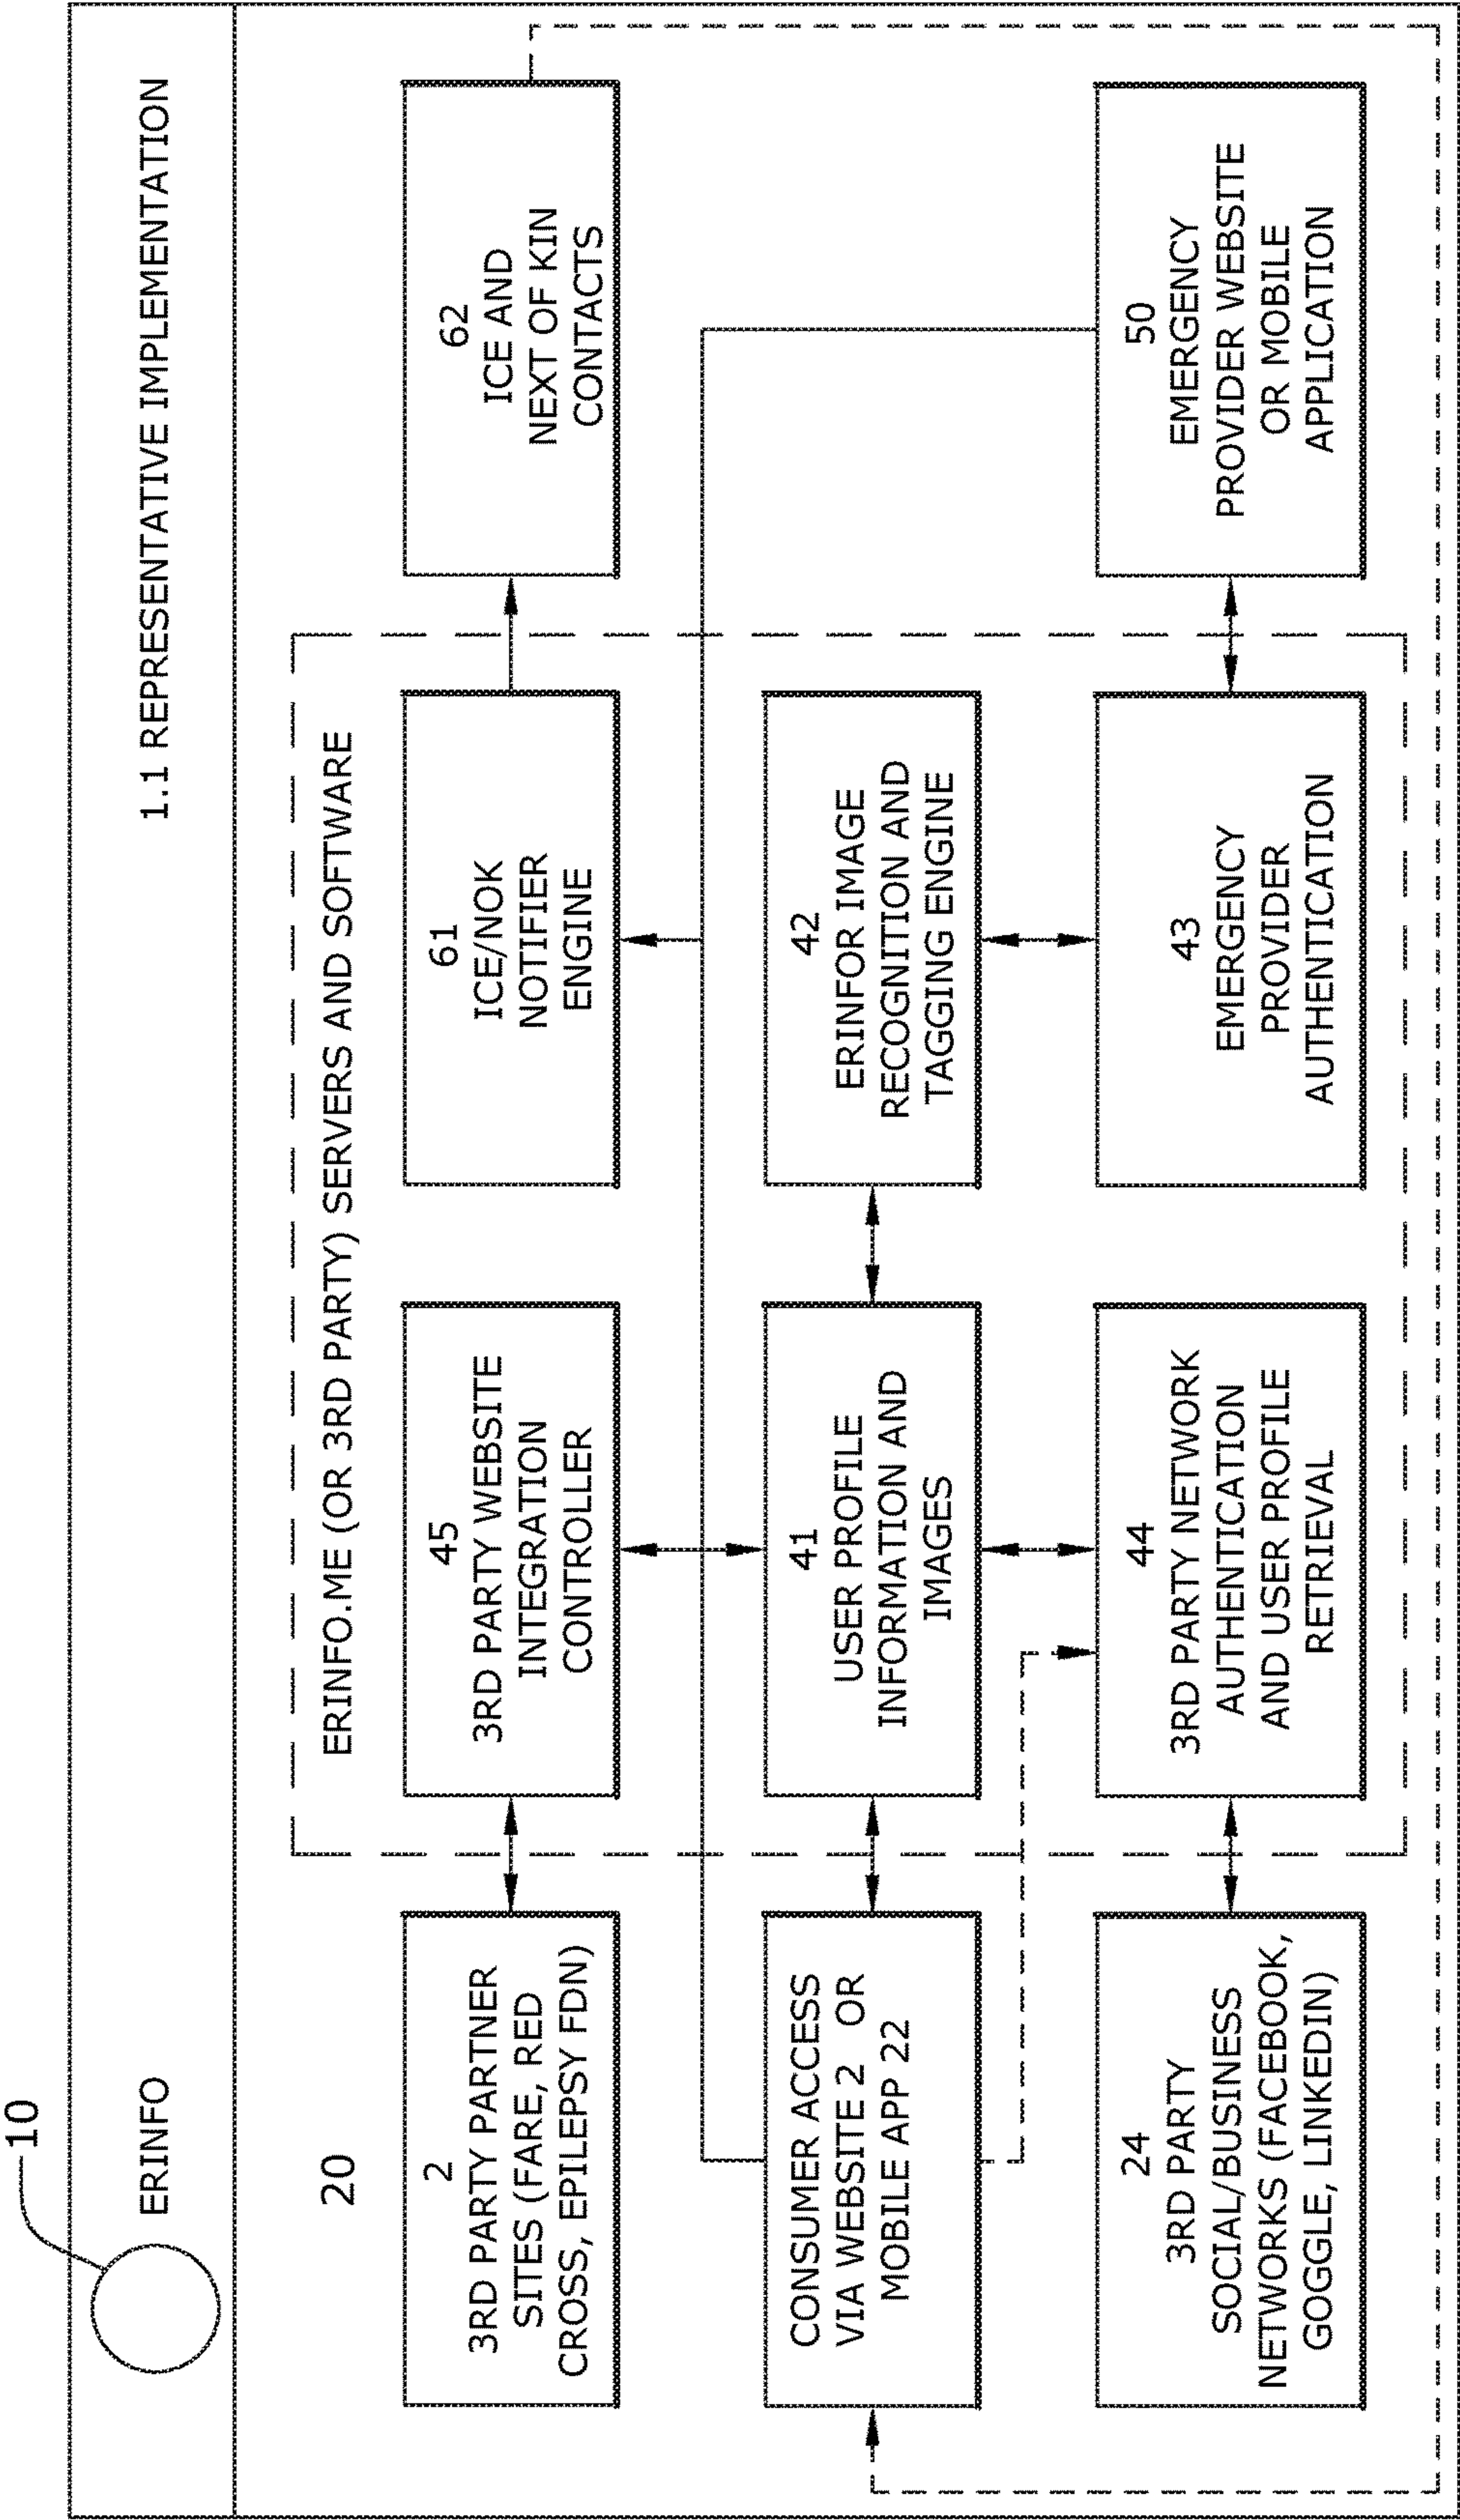 10
ERINFO
1.1 REPRESENTATIVE IMPLEMENTATION
20
ERINFO.ME (OR 3RD PARTY) SERVERS AND SOFTWARE
2
3RD PARTY PARTNER
SITES (FARE, RED
CROSS, EPILEPSY FDN)
45
3RD PARTY WEBSITE
INTEGRATION
CONTROLLER
61
ICE/NOK
NOTIFIER
ENGINE
62
ICE AND
NEXT OF KIN
CONTACTS
CONSUMER ACCESS
VIA WEBSITE 2 OR
MOBILE APP 22
41
USER PROFILE
INFORMATION AND
IMAGES
42
ERINFOR IMAGE
RECOGNITION AND
TAGGING ENGINE
24
3RD PARTY
SOCIAL/BUSINESS
NETWORKS (FACEBOOK,
GOGGLE, LINKEDIN)
44
3RD PARTY NETWORK
AUTHENTICATION
AND USER PROFILE
RETRIEVAL
43
EMERGENCY
PROVIDER
AUTHENTICATION
50
EMERGENCY
PROVIDER WEBSITE
OR MOBILE
APPLICATION